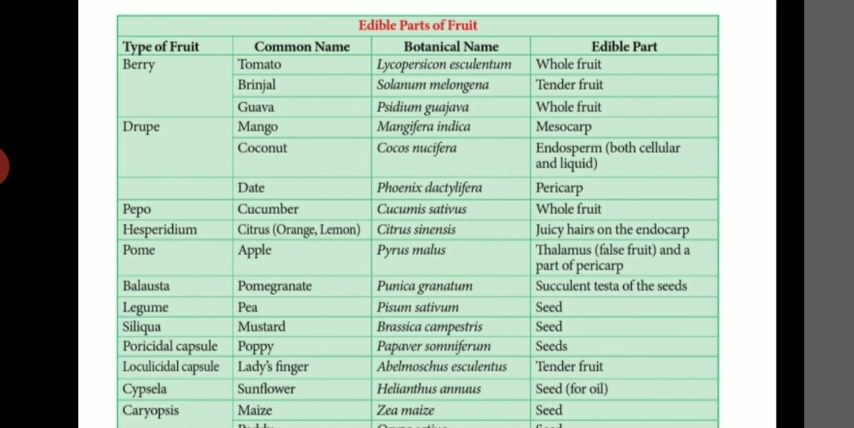 Edible Parts of Fruit
Type of Fruit Common Name Botanical Name Edible Part
Berry Tomato Lycopersicon esculentum Whole fruit
Brinjal Solanum melongena Tender fruit
Guava Psidium guajava Whole fruit
Drupe Mango Mangifera indica Mesocarp
Coconut Cocos nucifera Endosperm (both cellular
and liquid)
Date Phoenix dactylifera Pericarp
Pepo Cucumber Cucumis sativus Whole fruit
Hesperidium Citrus (Orange, Lemon) Citrus sinensis Juicy hairs on the endocarp
Pome Apple Pyrus malus Thalamus (false fruit) and a
part of pericarp
Balausta Pomegranate Punica granatum Succulent testa of the seeds
Legume Pea Pisum sativum Seed
Siliqua Mustard Brassica campestris Seed
Poricidal capsule Poppy Papaver somniferum Seeds
Loculicidal capsule Lady's finger Abelmoschus esculentus Tender fruit
Cypsela Sunflower Helianthus annuus Seed (for oil)
Caryopsis Maize Zea maize Seed